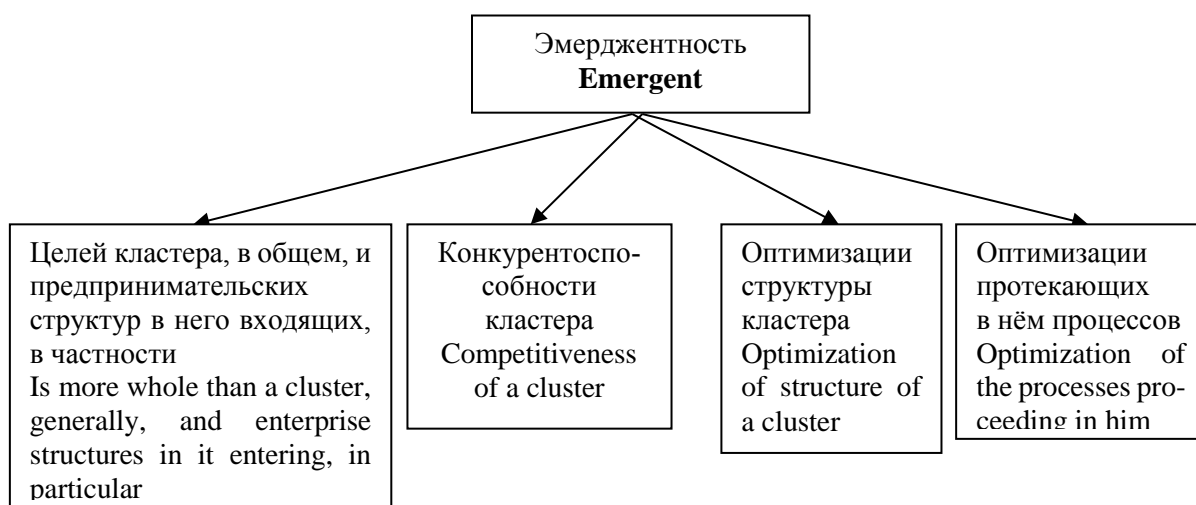 Эмерджентность
Emergent
Целей кластера, в общем, и
предпринимательских
структур в него входящих,
в частности
Is more whole than a cluster,
generally, and enterprise
structures in it entering, in
particular
Конкурентоспо-
собности
кластера
Competitiveness
of a cluster
Оптимизации
структуры
кластера
Optimization
of structure of
a cluster
Оптимизации
протекающих
в нём процессов
Optimization of
the processes pro-
ceeding in him